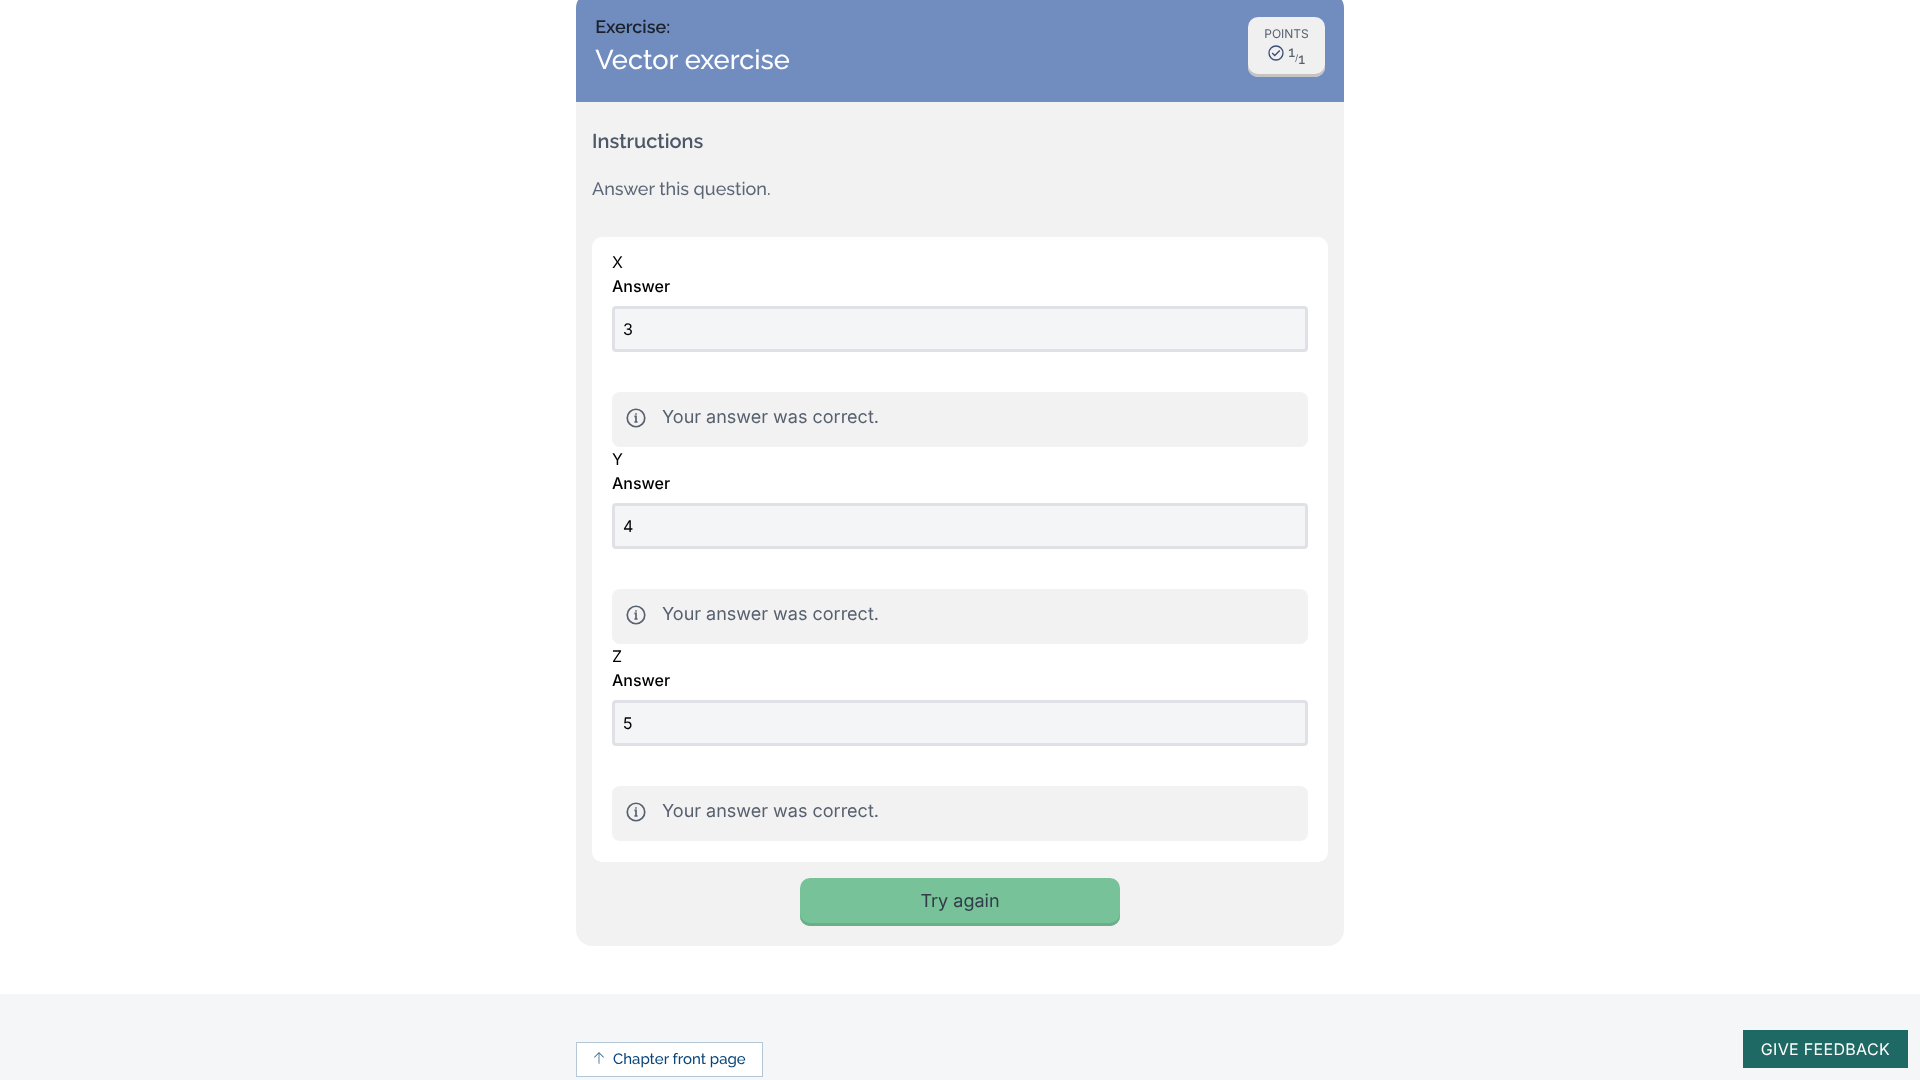 Exercise:
Vector exercise
POINTS
1/1
Instructions
Answer this question.
X
Answer
3
Your answer was correct.
Y
Answer
4
Your answer was correct.
Z
Answer
5
Your answer was correct.
Try again
Chapter front page
GIVE FEEDBACK